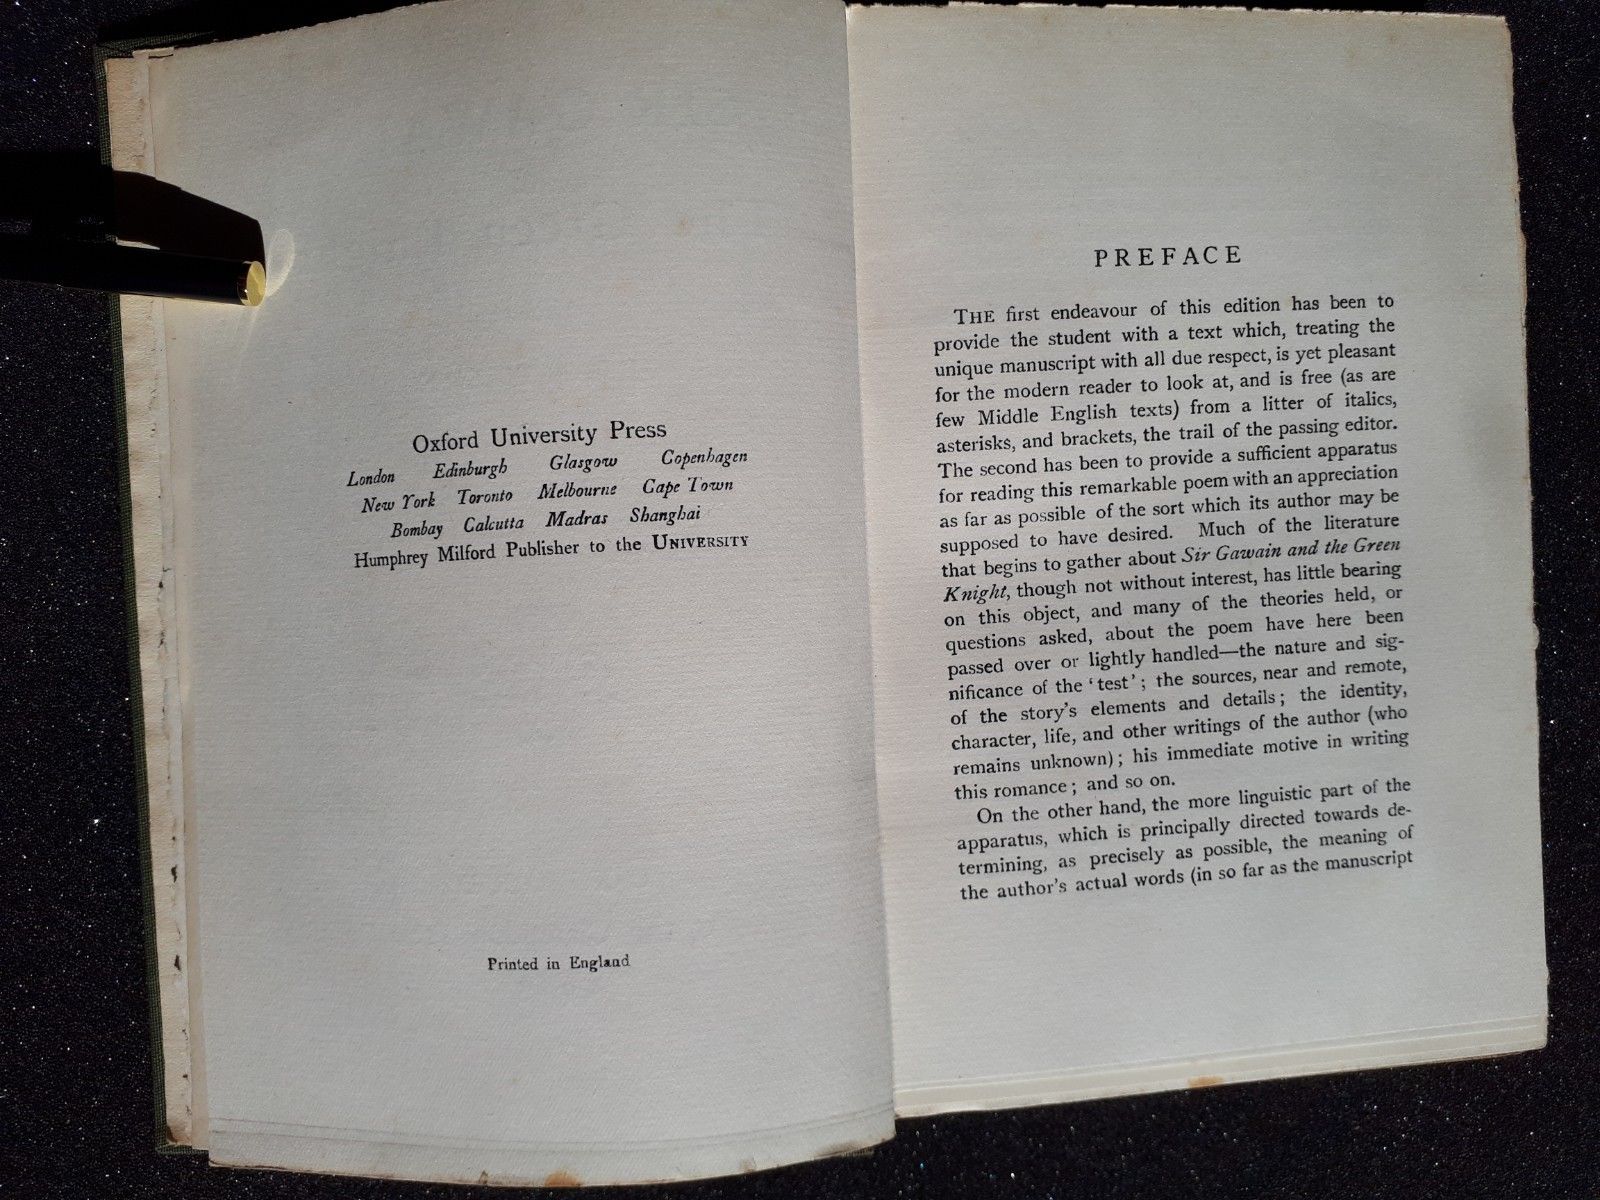 Oxford University Press
London Edinburgh Glasgow Copenhagen
New York Toronto Melbourne Cape Town
Bombay Calcutta Madras Shanghai
Humphrey Milford Publisher to the UNIVERSITY
Printed in England
PREFACE
THE first endeavour of this edition has been to
provide the student with a text which, treating the
unique manuscript with all due respect, is yet pleasant
for the modern reader to look at, and is free (as are
few Middle English texts) from a litter of italics,
asterisks, and brackets, the trail of the passing editor.
The second has been to provide a sufficient apparatus
for reading this remarkable poem with an appreciation
as far as possible of the sort which its author may be
supposed to have desired. Much of the literature
that begins to gather about Sir Gawain and the Green
Knight, though not without interest, has little bearing
on this object, and many of the theories held, or
questions asked, about the poem have here been
passed over or lightly handled—the nature and sig-
nificance of the ‘test’; the sources, near and remote,
of the story's elements and details; the identity,
character, life, and other writings of the author (who
remains unknown); his immediate motive in writing
this romance; and so on.
On the other hand, the more linguistic part of the
apparatus, which is principally directed towards de-
termining, as precisely as possible, the meaning of
the author's actual words (in so far as the manuscript